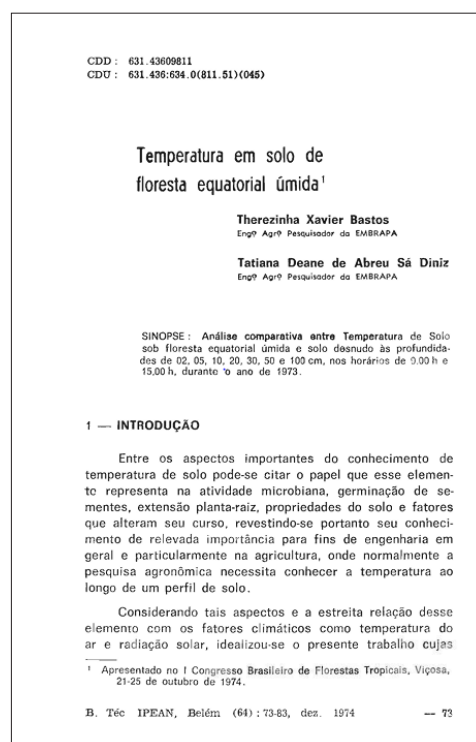 CDD : 631.43609811
CDU : 631.436:634.0(811.51)(045)
Temperatura em solo de
floresta equatorial úmida¹
Therezinha Xavier Bastos
Engº Agrº Pesquisador da EMBRAPA
Tatiana Deane de Abreu Sá Diniz
Engº Agrº Pesquisador da EMBRAPA
SINOPSE : Análise comparativa entre Temperatura de Solo
sob floresta equatorial úmida e solo desnudo às profundida-
des de 02, 05, 10, 20, 30, 50 e 100 cm, nos horários de 9.00 h e
15,00 h, durante o ano de 1973.
1 — INTRODUÇÃO
Entre os aspectos importantes do conhecimento de
temperatura de solo pode-se citar o papel que esse elemen-
to representa na atividade microbiana, germinação de se-
mentes, extensão planta-raiz, propriedades do solo e fatores
que alteram seu curso, revestindo-se portanto seu conheci-
mento de relevada importância para fins de engenharia em
geral e particularmente na agricultura, onde normalmente a
pesquisa agronômica necessita conhecer a temperatura ao
longo de um perfil de solo.
Considerando tais aspectos e a estreita relação desse
elemento com os fatores climáticos como temperatura do
ar e radiação solar, idealizou-se o presente trabalho cujas
¹ Apresentado no I Congresso Brasileiro de Florestas Tropicais, Viçosa,
21-25 de outubro de 1974.
B. Téc IPEAN, Belém (64) : 73-83, dez. 1974 — 73